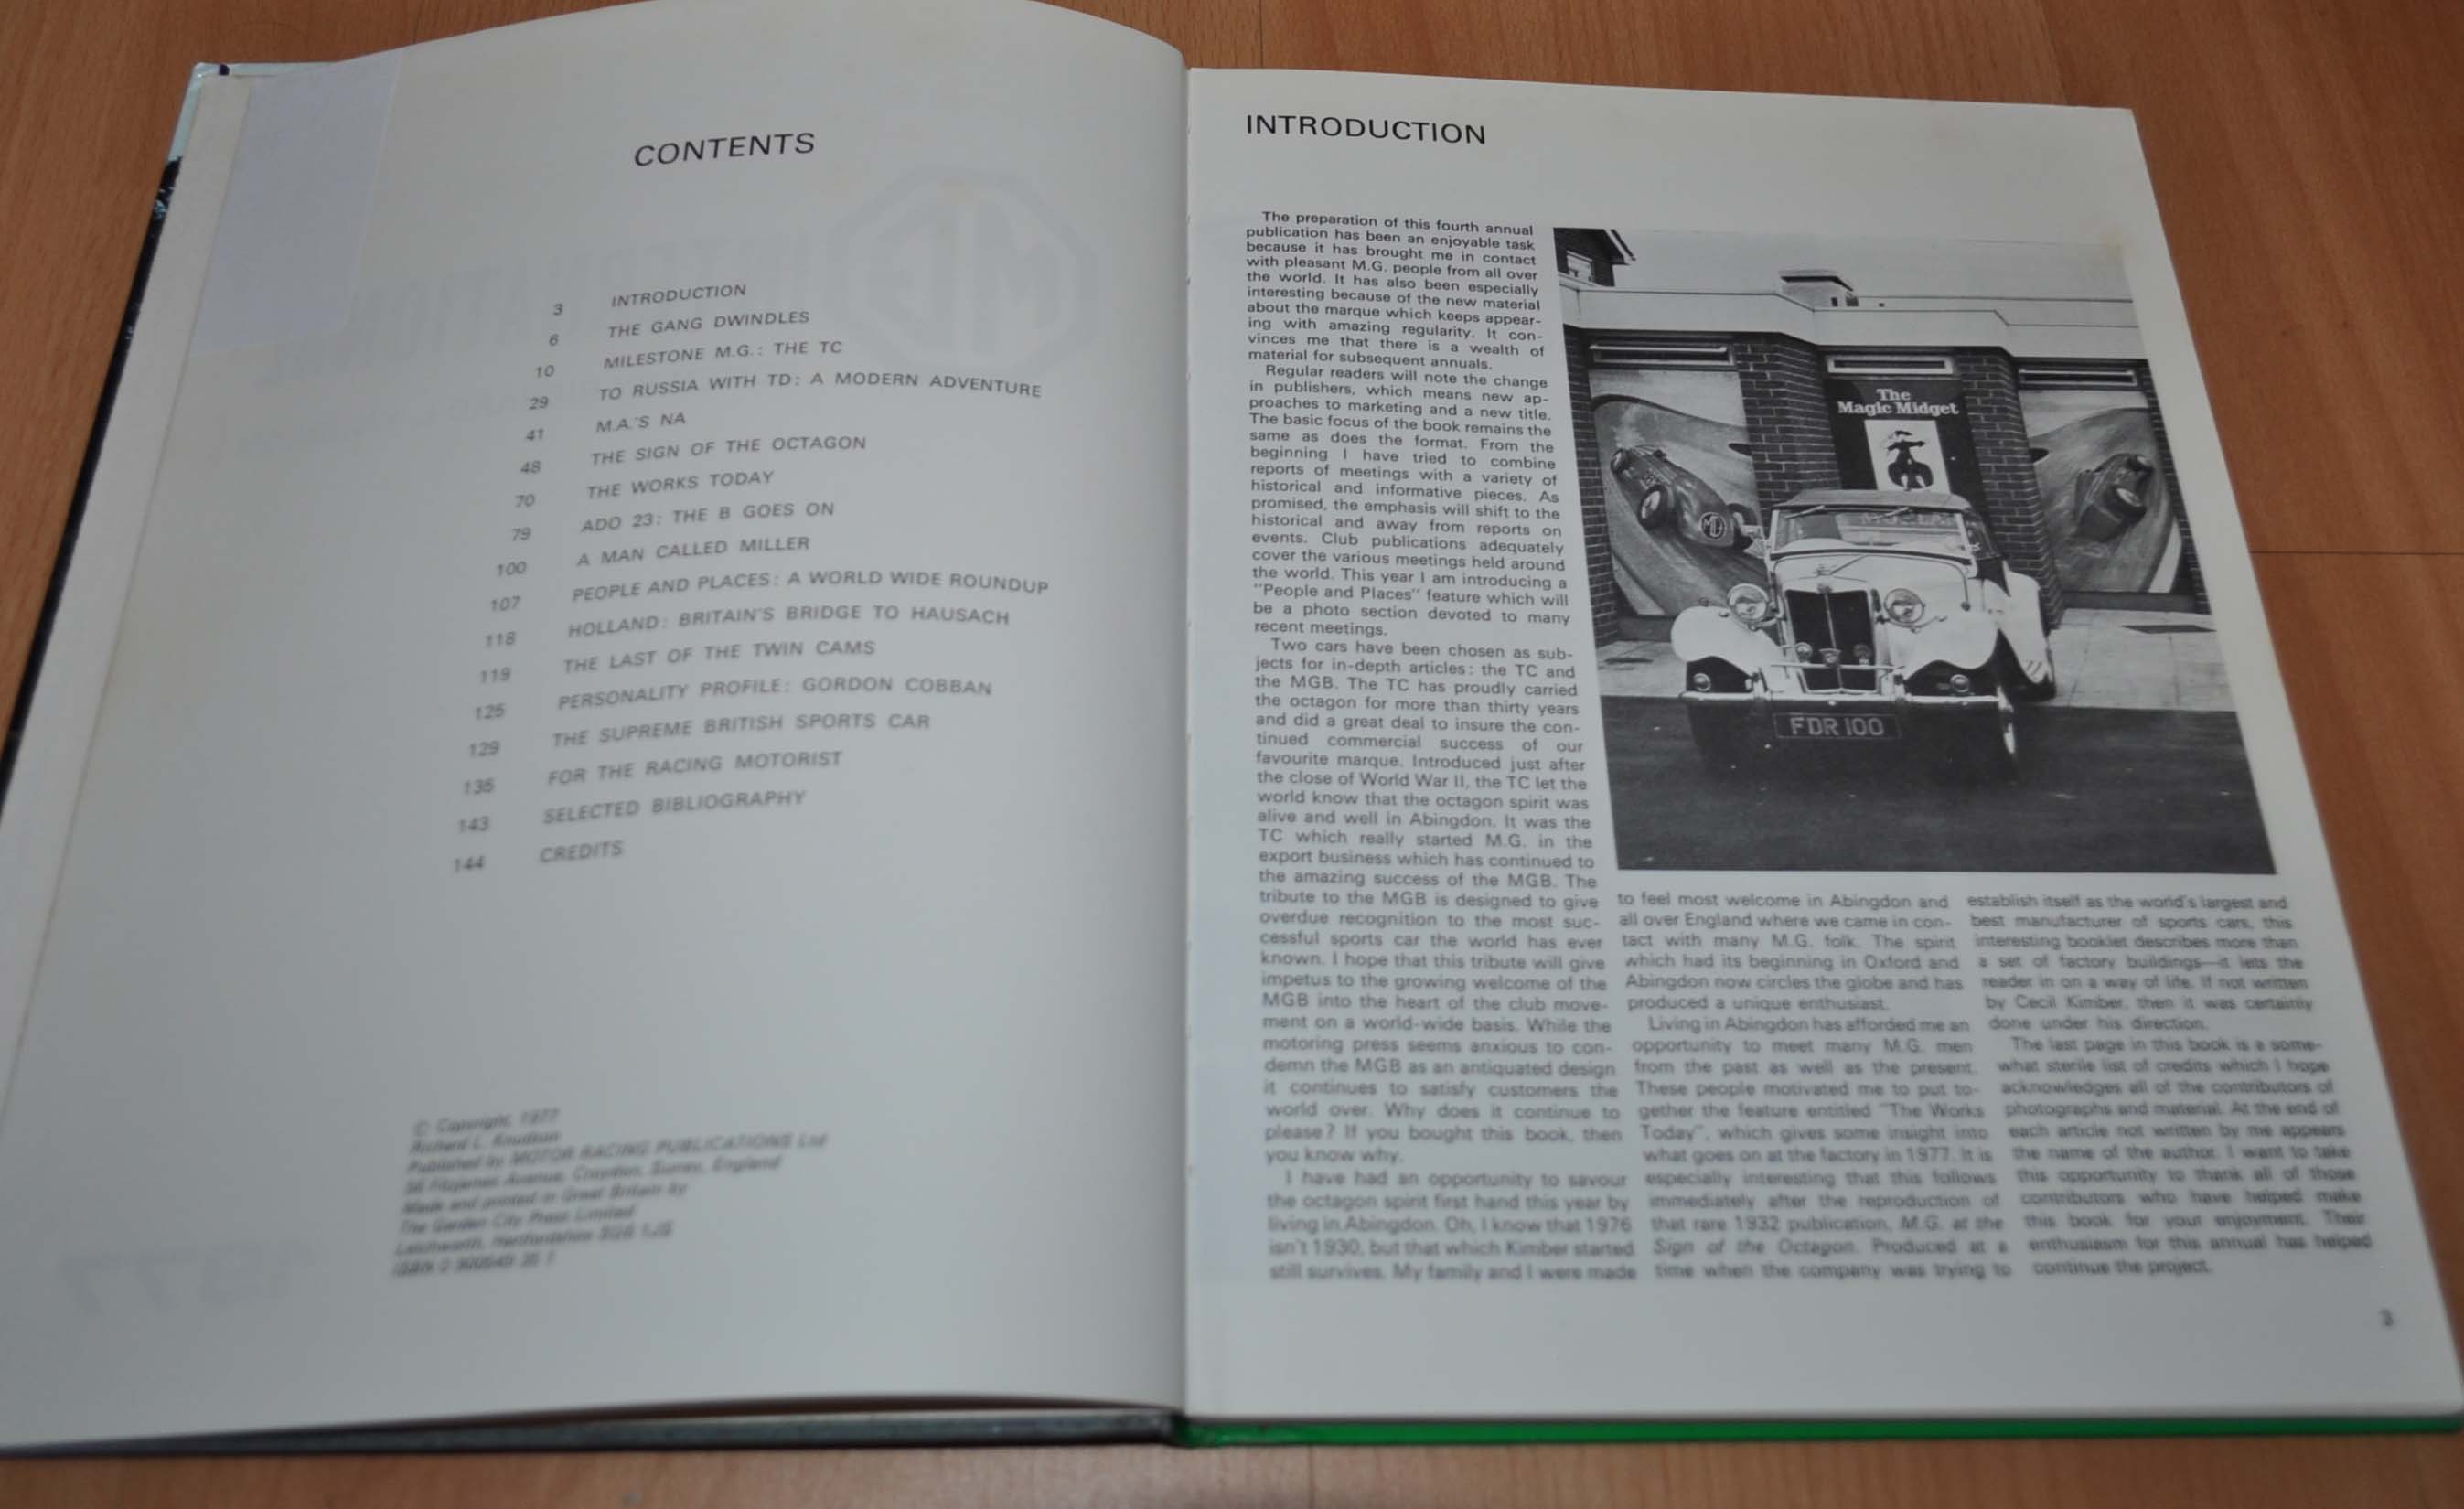 CONTENTS
3 INTRODUCTION
6 THE GANG DWINDLES
10 MILESTONE M.G.: THE TC
29 TO RUSSIA WITH TD: A MODERN ADVENTURE
41 M.A.'S NA
48 THE SIGN OF THE OCTAGON
70 THE WORKS TODAY
79 ADO 23: THE B GOES ON
100 A MAN CALLED MILLER
107 PEOPLE AND PLACES: A WORLD WIDE ROUNDUP
118 HOLLAND: BRITAIN'S BRIDGE TO HAUSACH
119 THE LAST OF THE TWIN CAMS
125 PERSONALITY PROFILE: GORDON COBBAN
129 THE SUPREME BRITISH SPORTS CAR
135 FOR THE RACING MOTORIST
143 SELECTED BIBLIOGRAPHY
144 CREDITS
© Copyright, 1977
Richard L. Knudson
Published by MOTOR RACING PUBLICATIONS Ltd
Avenue, Croydon, Surrey, England
Made and printed in Great Britain by
The Garden City Press Limited
Letchworth, Hertfordshire SG6 1JS
ISBN
INTRODUCTION
The preparation of this fourth annual
publication has been an enjoyable task
because it has brought me in contact
with pleasant M.G. people from all over
the world. It has also been especially
interesting because of the new material
about the marque which keeps appear-
ing with amazing regularity. It con-
vinces me that there is a wealth of
material for subsequent annuals.
Regular readers will note the change
in publishers, which means new ap-
proaches to marketing and a new title.
The basic focus of the book remains the
same as does the format. From the
beginning I have tried to combine
reports of meetings with a variety of
historical and informative pieces. As
promised, the emphasis will shift to the
historical and away from reports on
events. Club publications adequately
cover the various meetings held around
the world. This year I am introducing a
"People and Places" feature which will
be a photo section devoted to many
recent meetings.
Two cars have been chosen as sub-
jects for in-depth articles: the TC and
the MGB. The TC has proudly carried
the octagon for more than thirty years
and did a great deal to insure the con-
tinued commercial success of our
favourite marque. Introduced just after
the close of World War II, the TC let the
world know that the octagon spirit was
alive and well in Abingdon. It was the
TC which really started M.G. in the
export business which has continued to
the amazing success of the MGB. The
tribute to the MGB is designed to give
overdue recognition to the most suc-
cessful sports car the world has ever
known. I hope that this tribute will give
impetus to the growing welcome of the
MGB into the heart of the club move-
ment on a world-wide basis. While the
motoring press seems anxious to con-
demn the MGB as an antiquated design
it continues to satisfy customers the
world over. Why does it continue to
please? If you bought this book, then
you know why.
I have had an opportunity to savour
the octagon spirit first hand this year by
living in Abingdon. Oh, I know that 1976
isn't 1930, but that which Kimber started
still survives. My family and I were made
The
Magic Midget
MG
FDR 100
to feel most welcome in Abingdon and
all over England where we came in con-
tact with many M.G. folk. The spirit
which had its beginning in Oxford and
Abingdon now circles the globe and has
produced a unique enthusiast.
Living in Abingdon has afforded me an
opportunity to meet many M.G. men
from the past as well as the present.
These people motivated me to put to-
gether the feature entitled "The Works
Today", which gives some insight into
what goes on at the factory in 1977. It is
especially interesting that this follows
immediately after the reproduction of
that rare 1932 publication, M.G. at the
Sign of the Octagon. Produced at a
time when the company was trying to
establish itself as the world's largest and
best manufacturer of sports cars, this
interesting booklet describes more than
a set of factory buildings—it lets the
reader in on a way of life. If not written
by Cecil Kimber, then it was certainly
done under his direction.
The last page in this book is a some-
what sterile list of credits which I hope
acknowledges all of the contributors of
photographs and material. At the end of
each article not written by me appears
the name of the author. I want to take
this opportunity to thank all of those
contributors who have helped make
this book for your enjoyment. Their
enthusiasm for this annual has helped
continue the project.
3